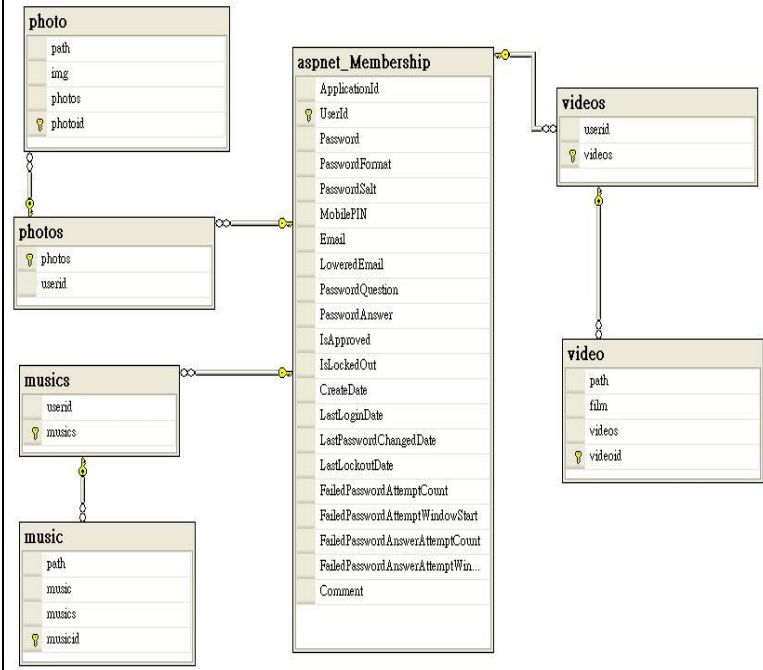 photo
path
img
photos
photoid
photos
photos
userid
musics
userid
musics
music
path
music
musics
musicid
aspnet_Membership
ApplicationId
UserId
Password
PasswordFormat
PasswordSalt
MobilePIN
Email
LoweredEmail
PasswordQuestion
PasswordAnswer
IsApproved
IsLockedOut
CreateDate
LastLoginDate
LastPasswordChangedDate
LastLockoutDate
FailedPasswordAttemptCount
FailedPasswordAttemptWindowStart
FailedPasswordAnswerAttemptCount
FailedPasswordAnswerAttemptWin...
Comment
videos
userid
videos
video
path
film
videos
videoid